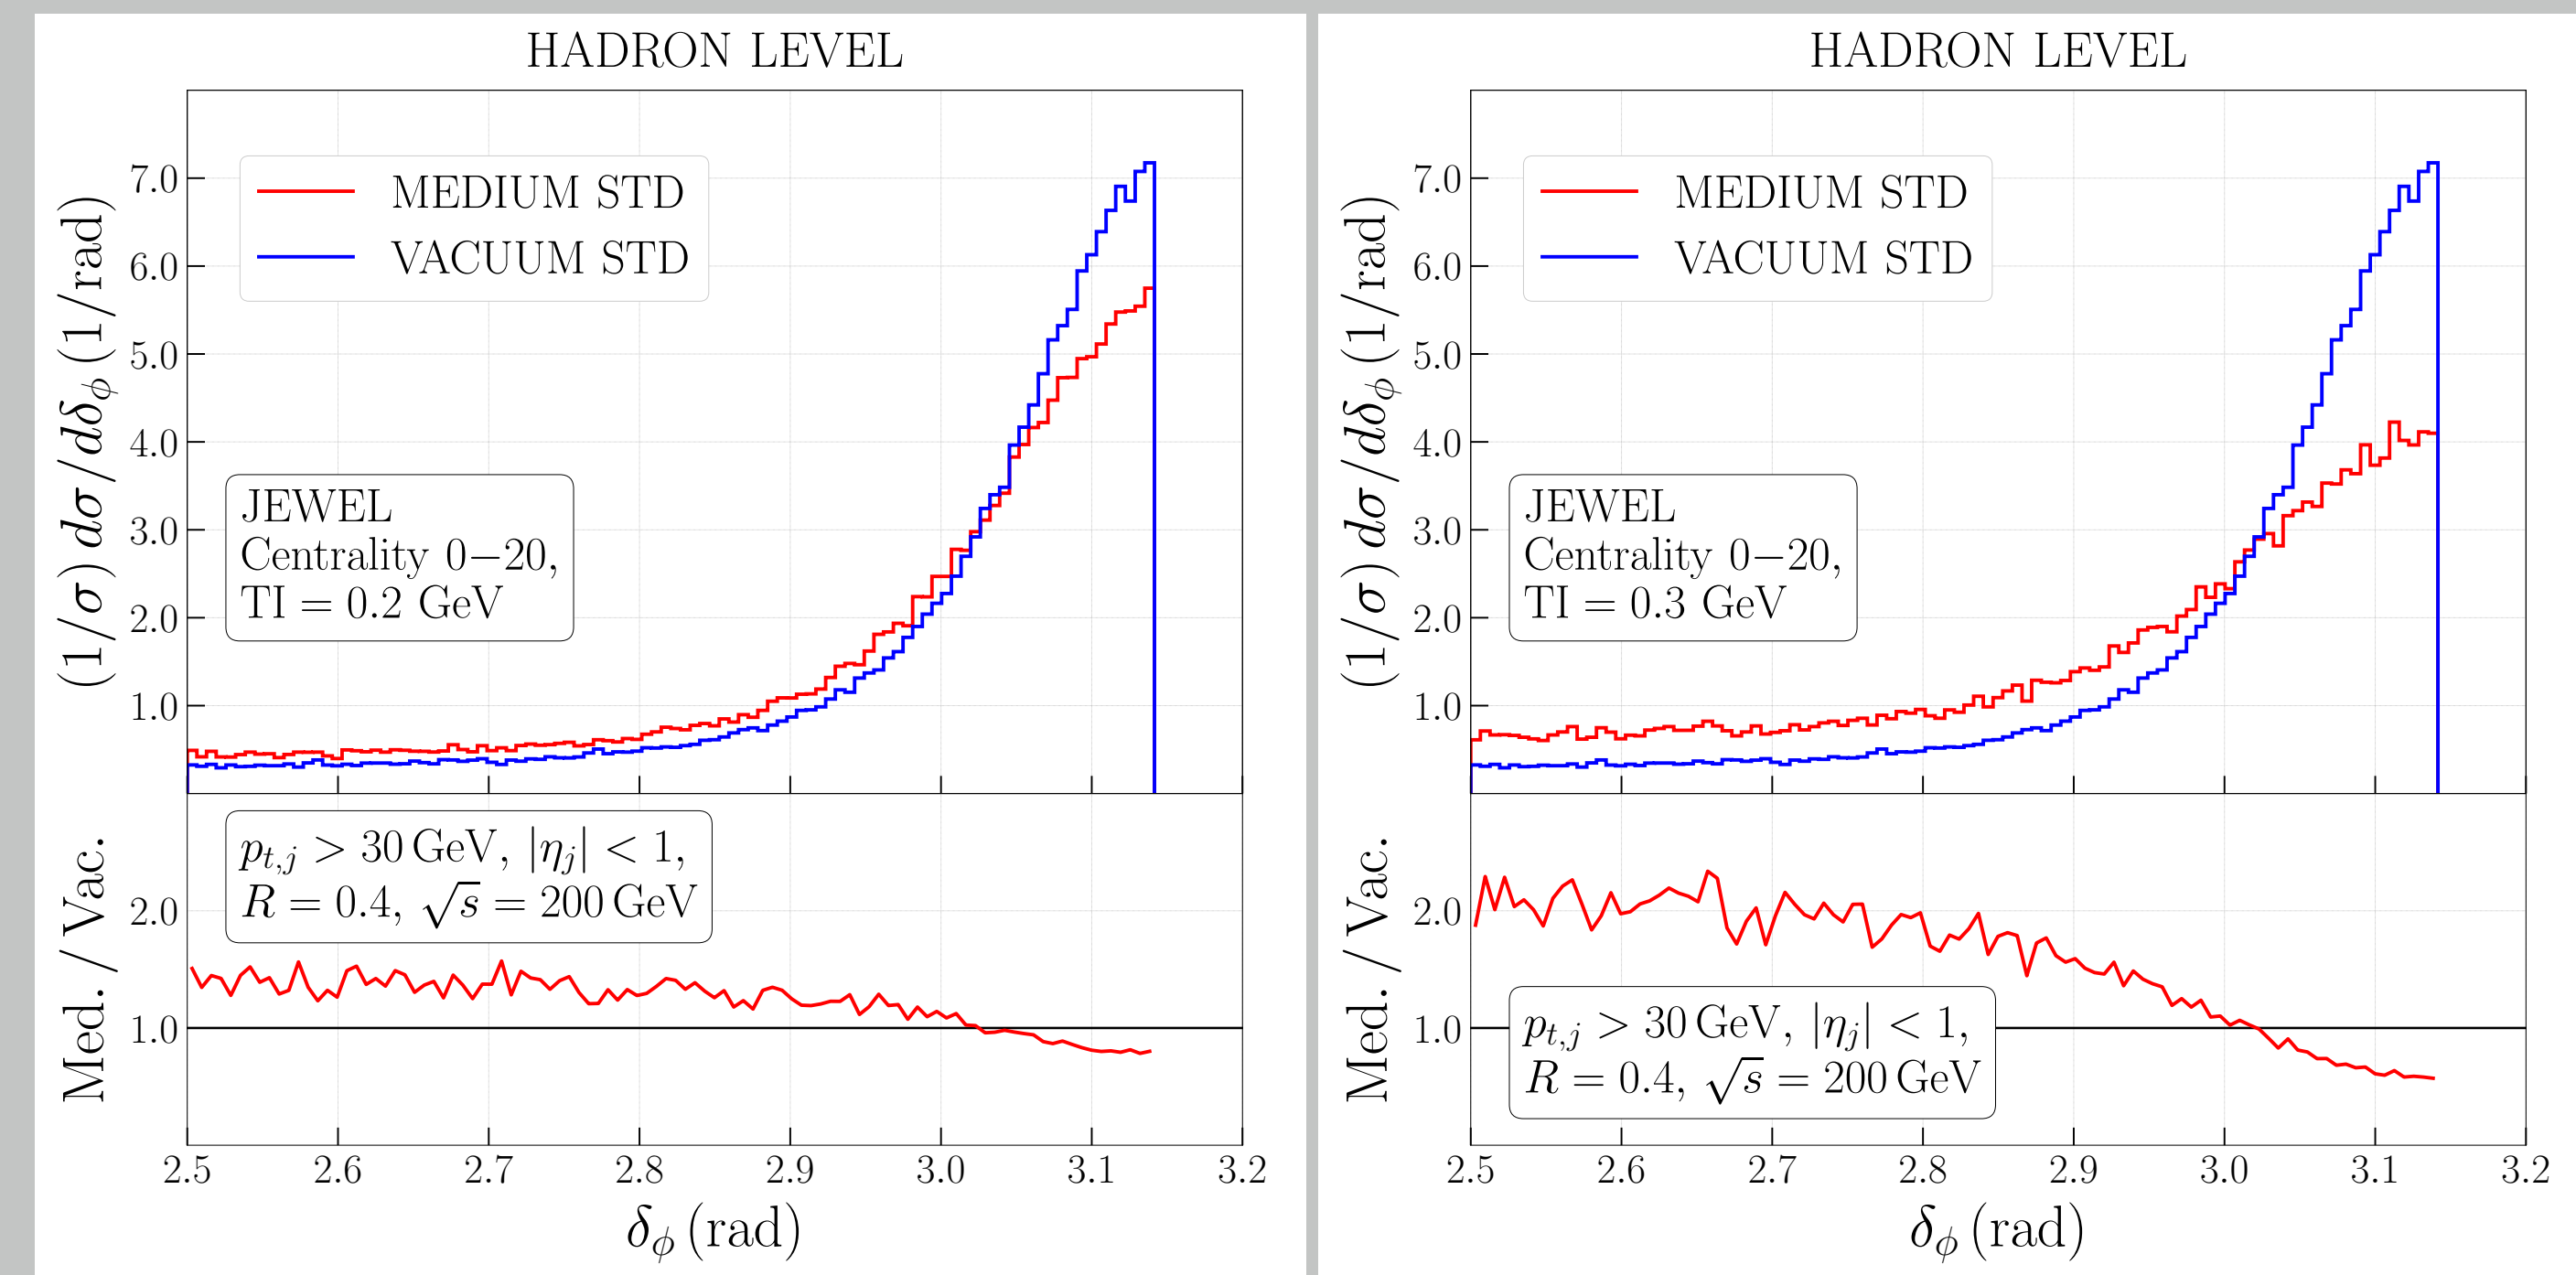 HADRON LEVEL
(1/σ) dσ/dδ_ϕ (1/rad)
7.0
6.0
5.0
4.0
3.0
2.0
1.0
MEDIUM STD
VACUUM STD
JEWEL
Centrality 0−20,
TI = 0.2 GeV
Med. / Vac.
2.0
1.0
p_{t,j} > 30 GeV, |η_j| < 1,
R = 0.4, √s = 200 GeV
2.5 2.6 2.7 2.8 2.9 3.0 3.1 3.2
δ_ϕ (rad)
HADRON LEVEL
(1/σ) dσ/dδ_ϕ (1/rad)
7.0
6.0
5.0
4.0
3.0
2.0
1.0
MEDIUM STD
VACUUM STD
JEWEL
Centrality 0−20,
TI = 0.3 GeV
Med. / Vac.
2.0
1.0
p_{t,j} > 30 GeV, |η_j| < 1,
R = 0.4, √s = 200 GeV
2.5 2.6 2.7 2.8 2.9 3.0 3.1 3.2
δ_ϕ (rad)